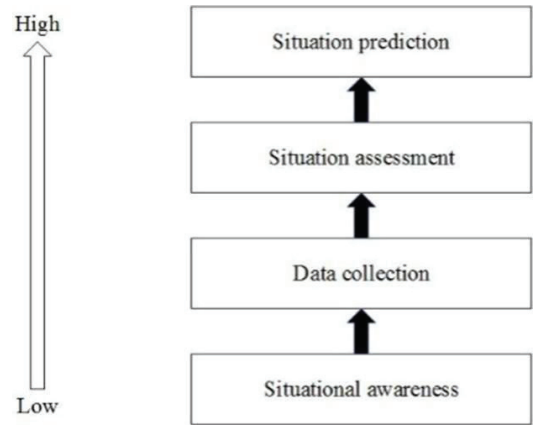 High
Situation prediction
Situation assessment
Data collection
Situational awareness
Low